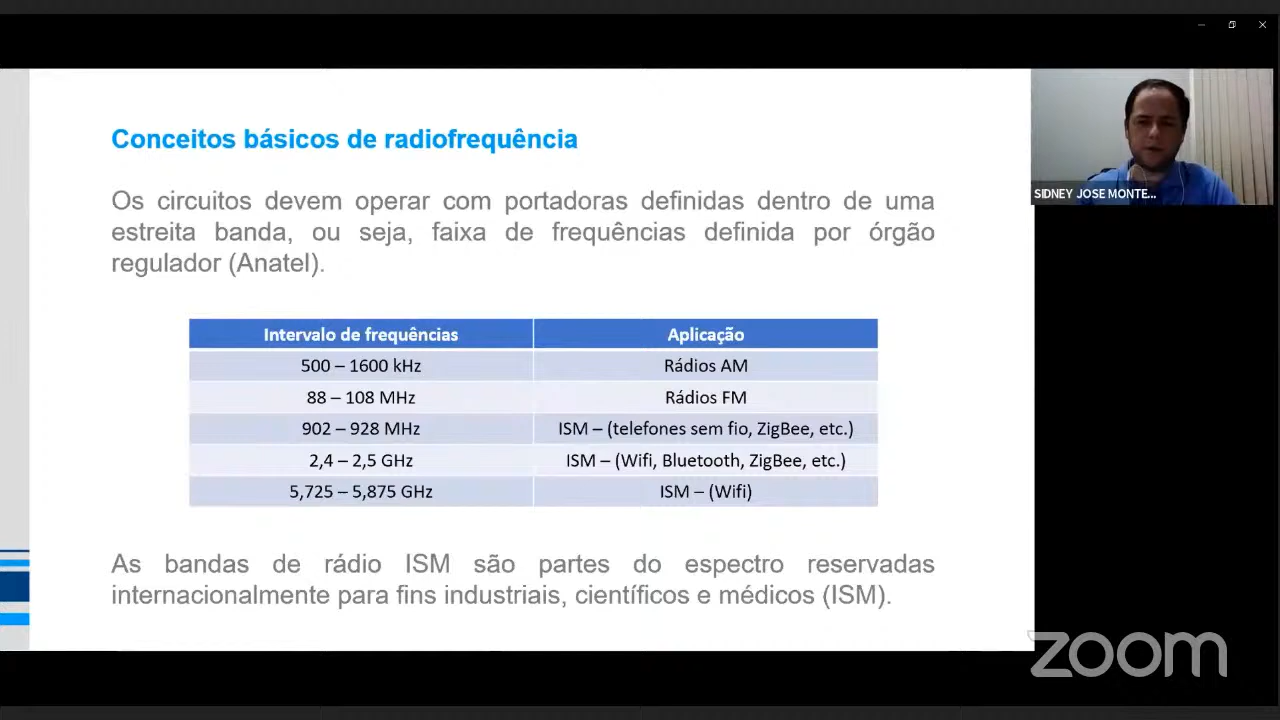 Conceitos básicos de radiofrequência
Os circuitos devem operar com portadoras definidas dentro de uma
estreita banda, ou seja, faixa de frequências definida por órgão
regulador (Anatel).
Intervalo de frequências Aplicação
500 – 1600 kHz Rádios AM
88 – 108 MHz Rádios FM
902 – 928 MHz ISM – (telefones sem fio, ZigBee, etc.)
2,4 – 2,5 GHz ISM – (Wifi, Bluetooth, ZigBee, etc.)
5,725 – 5,875 GHz ISM – (Wifi)
As bandas de rádio ISM são partes do espectro reservadas
internacionalmente para fins industriais, científicos e médicos (ISM).
SIDNEY JOSE MONTE...
zoom